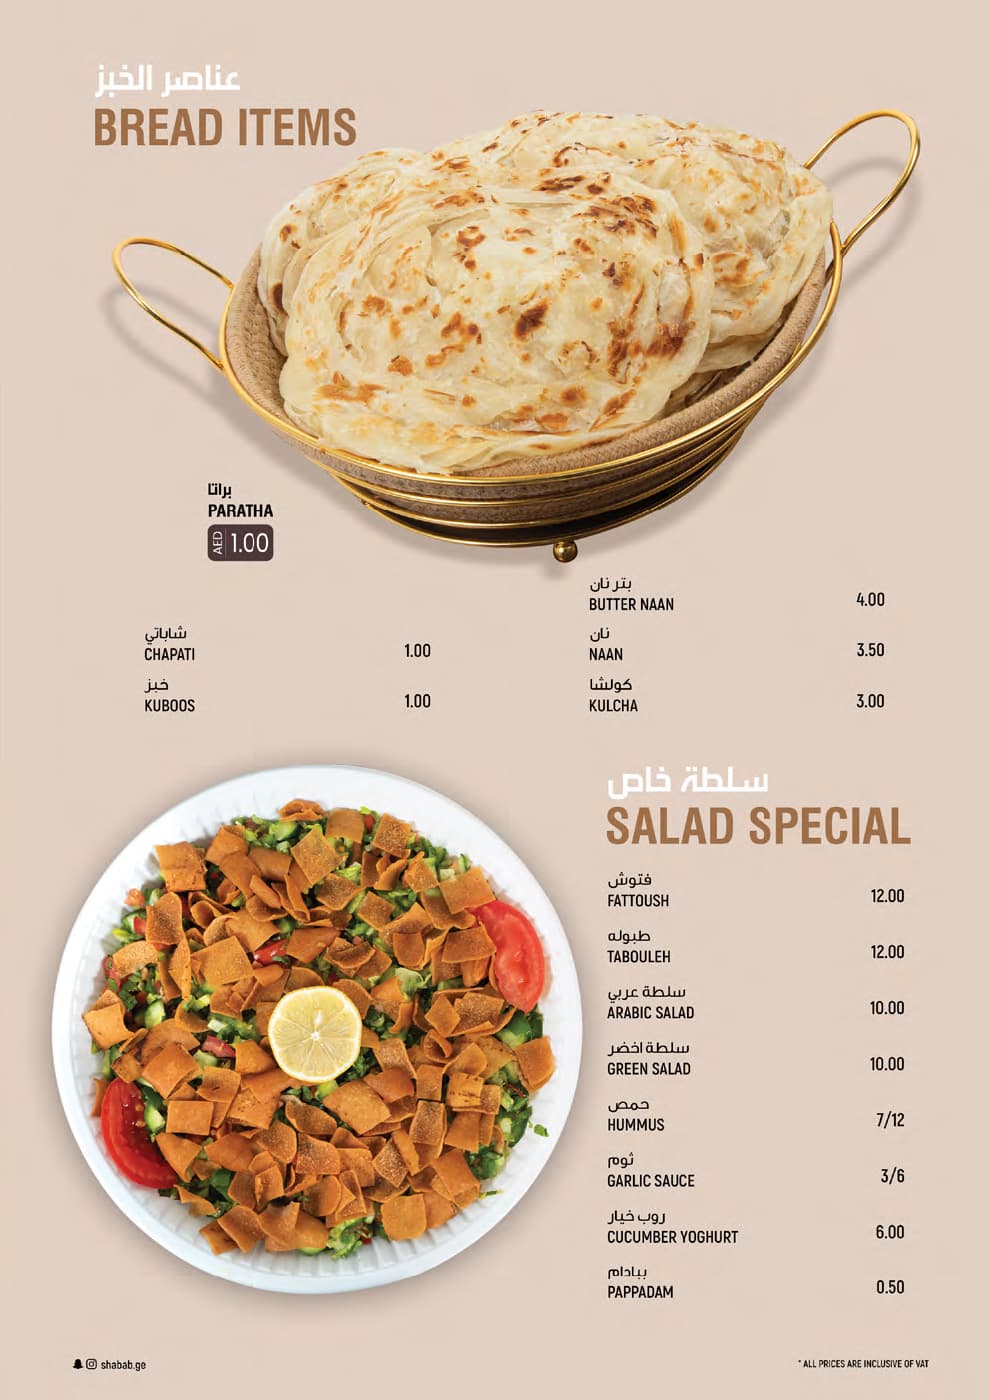 عناصر الخبز
BREAD ITEMS
براتا
PARATHA
AED 1.00
شاباتي
CHAPATI 1.00
خبز
KUBOOS 1.00
بتر نان
BUTTER NAAN 4.00
نان
NAAN 3.50
كولشا
KULCHA 3.00
سلطة خاص
SALAD SPECIAL
فتوش
FATTOUSH 12.00
طبوله
TABOULEH 12.00
سلطة عربي
ARABIC SALAD 10.00
سلطة اخضر
GREEN SALAD 10.00
حمص
HUMMUS 7/12
ثوم
GARLIC SAUCE 3/6
روب خيار
CUCUMBER YOGHURT 6.00
ببادام
PAPPADAM 0.50
shabab.ge
* ALL PRICES ARE INCLUSIVE OF VAT